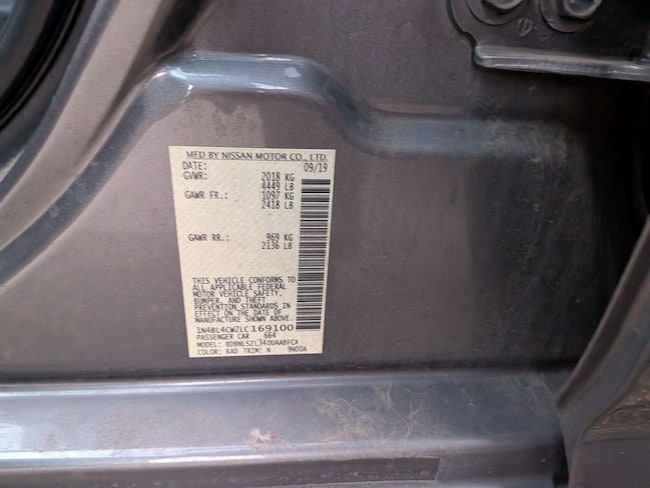 MFD BY NISSAN MOTOR CO., LTD.
DATE: 09/19
GVWR: 2018 KG
4449 LB
GAWR FR.: 1097 KG
2418 LB
GAWR RR.: 969 KG
2136 LB
THIS VEHICLE CONFORMS TO
ALL APPLICABLE FEDERAL
MOTOR VEHICLE SAFETY,
BUMPER, AND THEFT
PREVENTION STANDARDS IN
EFFECT ON THE DATE OF
MANUFACTURE SHOWN ABOVE.
1N4BL4CW2LC169100
PASSENGER CAR 664
MODEL: BDBNLSZL34DUAABFCA
COLOR: KAD TRIM: N 9N00A